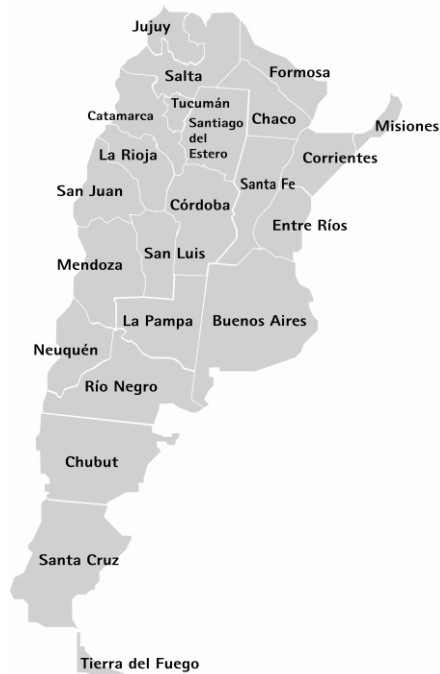 Jujuy
Salta
Formosa
Tucumán
Catamarca
Santiago
del
Estero
Chaco
Misiones
La Rioja
Corrientes
San Juan
Santa Fe
Córdoba
Entre Ríos
San Luis
Mendoza
La Pampa
Buenos Aires
Neuquén
Río Negro
Chubut
Santa Cruz
Tierra del Fuego